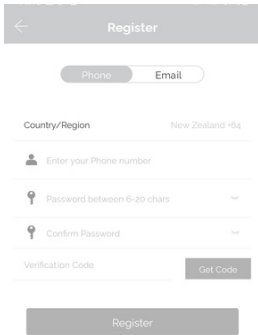 Register
Phone Email
Country/Region New Zealand +64
Enter your Phone number
Password between 6-20 chars
Confirm Password
Verification Code Get Code
Register